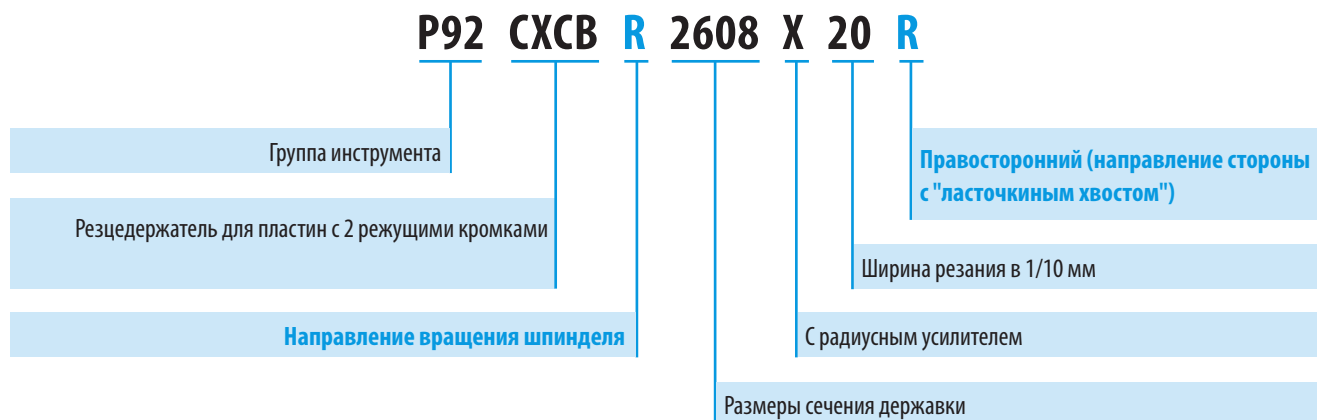 P92 CXCB R 2608 X 20 R
Группа инструмента
Правосторонний (направление стороны
с "ласточкиным хвостом")
Резцедержатель для пластин с 2 режущими кромками
Ширина резания в 1/10 мм
Направление вращения шпинделя
С радиусным усилителем
Размеры сечения державки